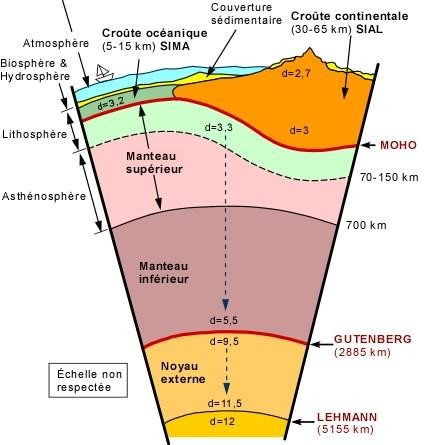 Couverture
sédimentaire
Croûte continentale
(30-65 km) SIAL
Croûte océanique
(5-15 km) SIMA
Atmosphère
Biosphère &
Hydrosphère
d=2,7
d=3,2
d=3,3
d=3
Lithosphère
MOHO
Manteau
supérieur
70-150 km
Asthénosphère
700 km
Manteau
inférieur
d=5,5
d=9,5
GUTENBERG
(2885 km)
Noyau
externe
Échelle non
respectée
d=11,5
d=12
LEHMANN
(5155 km)